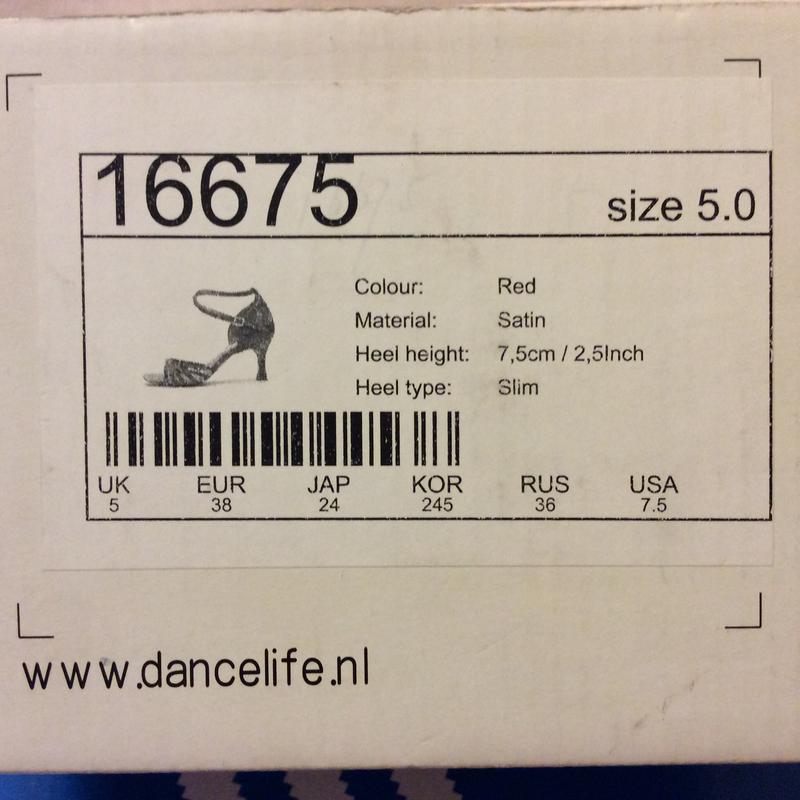 16675 size 5.0
Colour: Red
Material: Satin
Heel height: 7,5cm / 2,5Inch
Heel type: Slim
UK EUR JAP KOR RUS USA
5 38 24 245 36 7.5
www.dancelife.nl